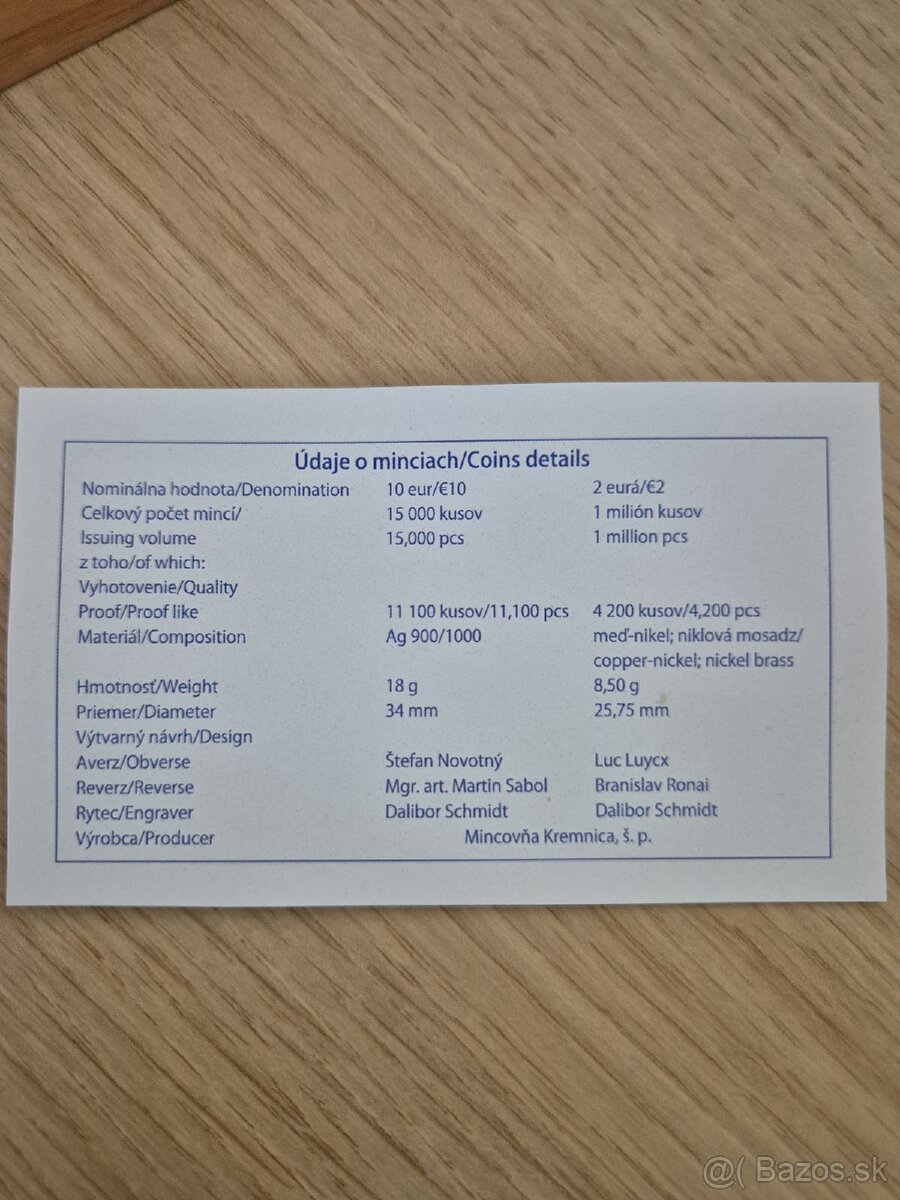 Údaje o minciach/Coins details
Nominálna hodnota/Denomination 10 eur/€10 2 eurá/€2
Celkový počet mincí/ 15 000 kusov 1 milión kusov
Issuing volume 15,000 pcs 1 million pcs
z toho/of which:
Vyhotovenie/Quality
Proof/Proof like 11 100 kusov/11,100 pcs 4 200 kusov/4,200 pcs
Materiál/Composition Ag 900/1000 meď-nikel; niklová mosadz/
copper-nickel; nickel brass
Hmotnosť/Weight 18 g 8,50 g
Priemer/Diameter 34 mm 25,75 mm
Výtvarný návrh/Design
Averz/Obverse Štefan Novotný Luc Luycx
Reverz/Reverse Mgr. art. Martin Sabol Branislav Ronai
Rytec/Engraver Dalibor Schmidt Dalibor Schmidt
Výrobca/Producer Mincovňa Kremnica, š. p.
@( Bazos.sk